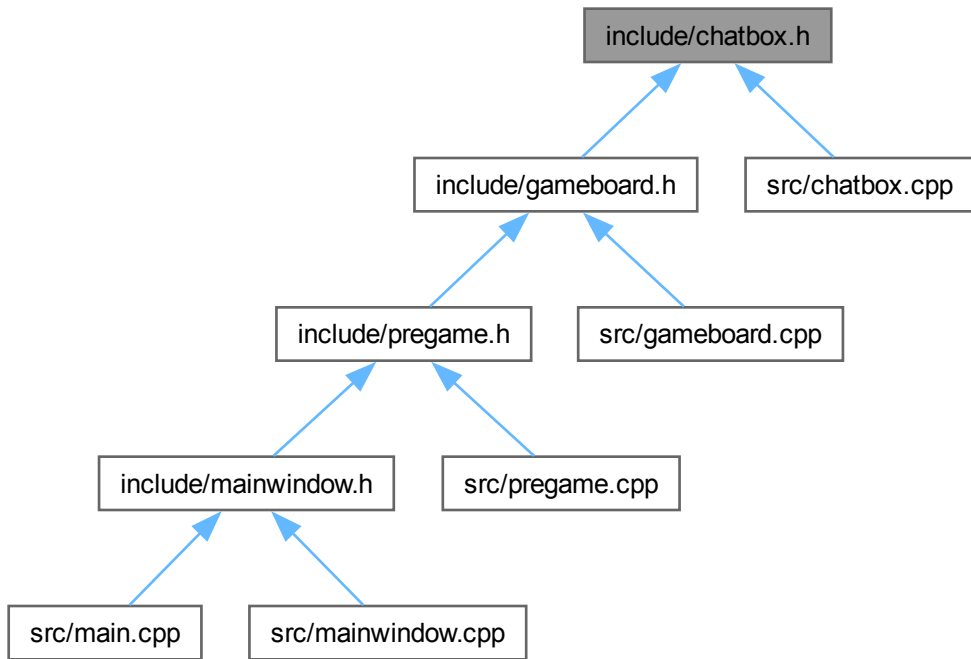 include/chatbox.h
include/gameboard.h
src/chatbox.cpp
include/pregame.h
src/gameboard.cpp
include/mainwindow.h
src/pregame.cpp
src/main.cpp
src/mainwindow.cpp